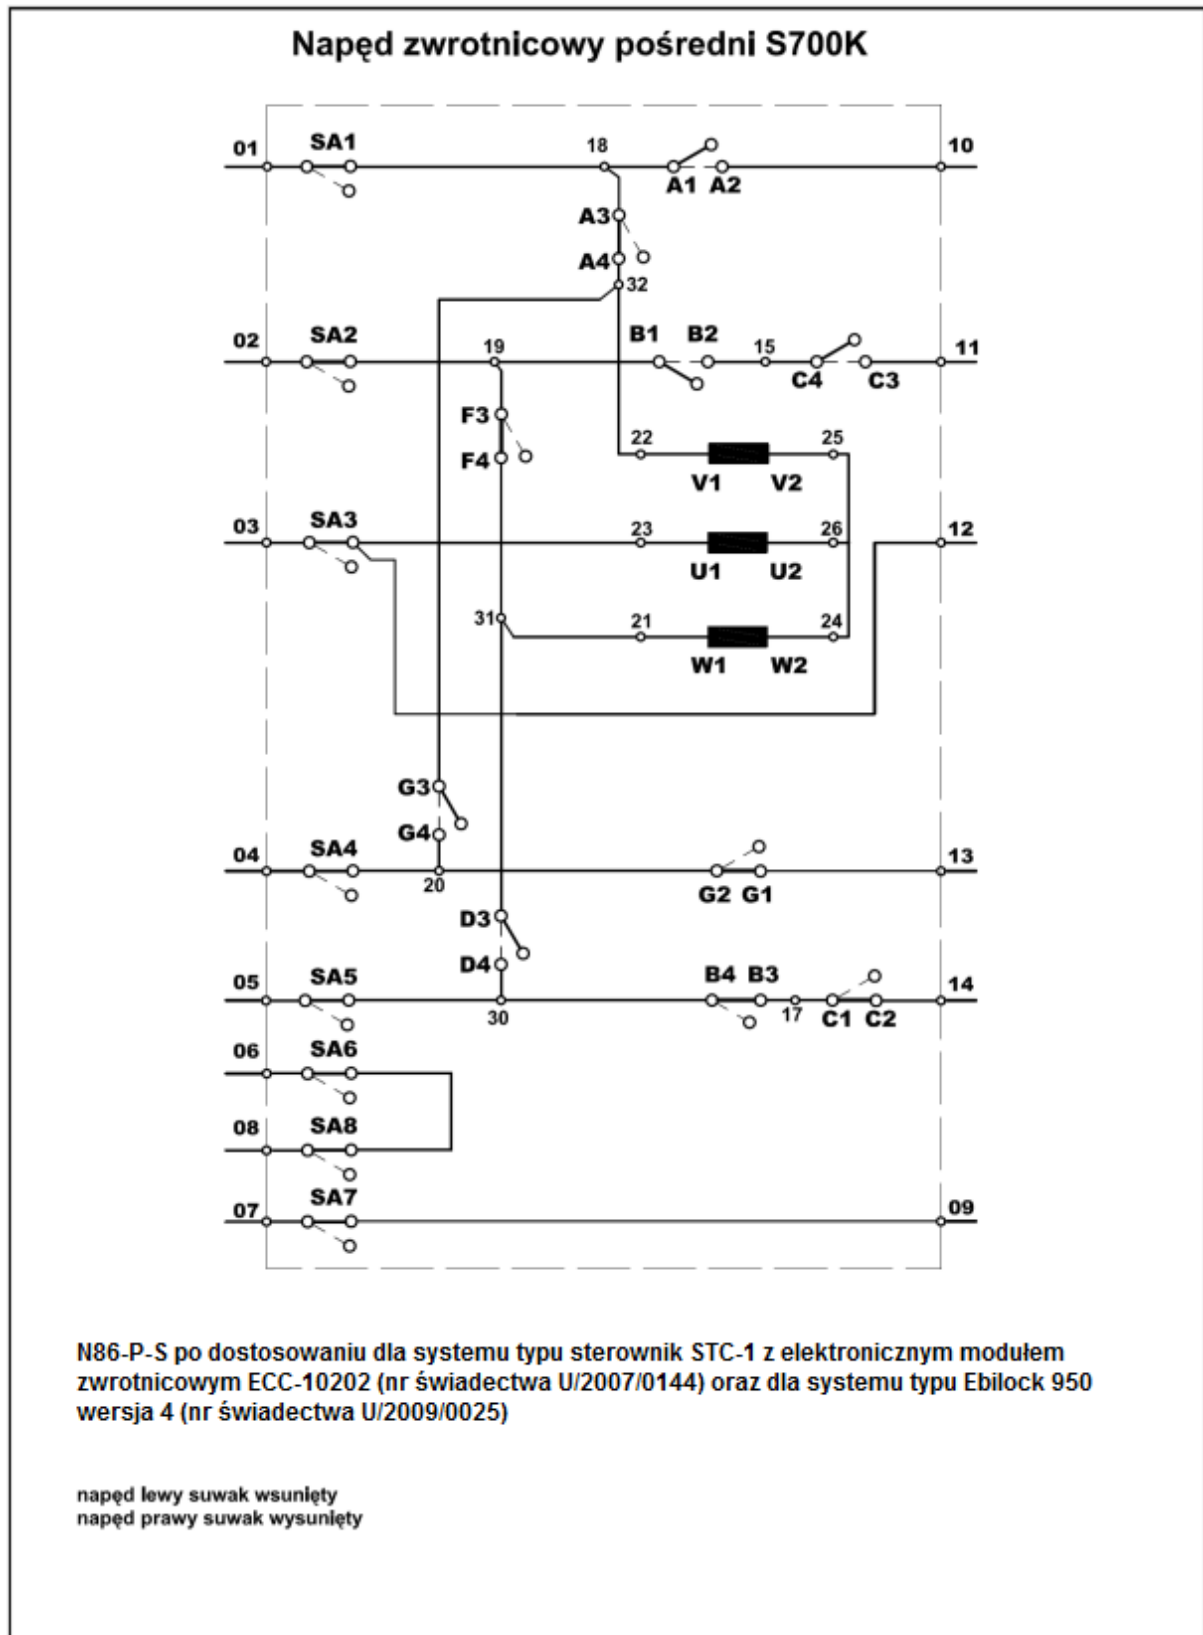 Napęd zwrotnicowy pośredni S700K
01 SA1 18 A1 A2 10
A3
A4
32
02 SA2 19 B1 B2 15 C4 C3 11
F3
F4
22 V1 V2 25
03 SA3 23 U1 U2 26 12
31 21 W1 W2 24
G3
G4
04 SA4 20 G2 G1 13
D3
D4
05 SA5 30 B4 B3 17 C1 C2 14
06 SA6
08 SA8
07 SA7 09
N86-P-S po dostosowaniu dla systemu typu sterownik STC-1 z elektronicznym modułem
zwrotnicowym ECC-10202 (nr świadectwa U/2007/0144) oraz dla systemu typu Ebilock 950
wersja 4 (nr świadectwa U/2009/0025)
napęd lewy suwak wsunięty
napęd prawy suwak wysunięty